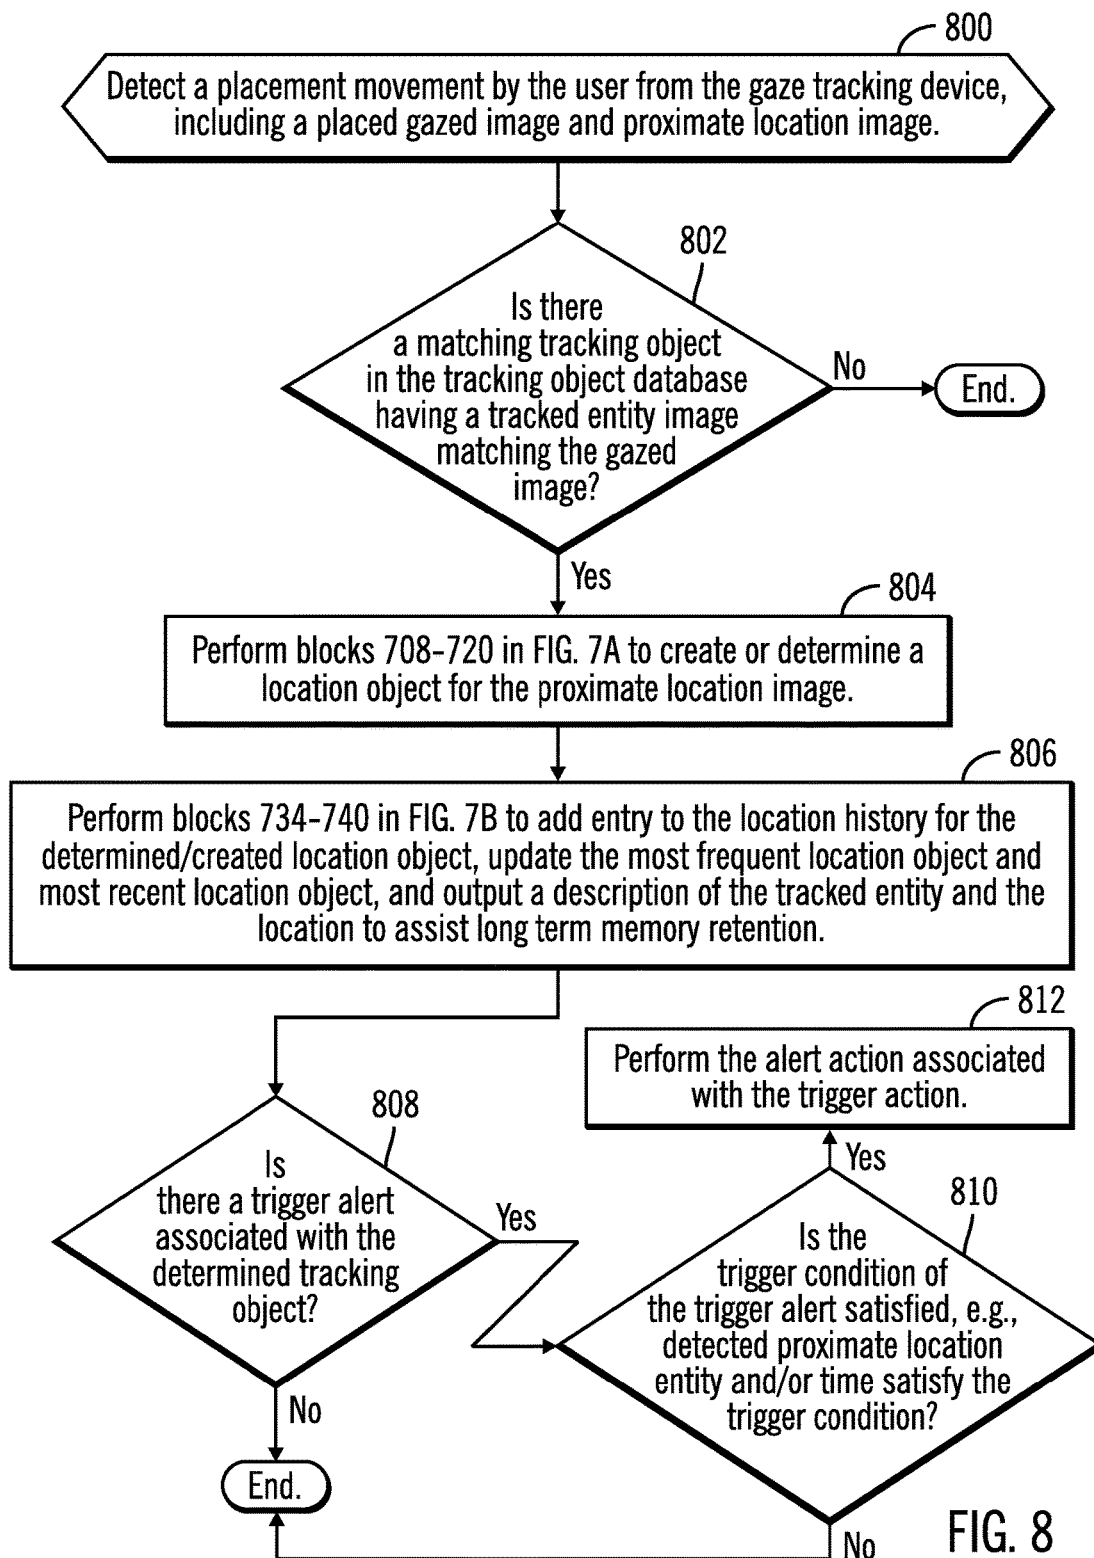 800
Detect a placement movement by the user from the gaze tracking device,
including a placed gazed image and proximate location image.
802
Is there
a matching tracking object
in the tracking object database
having a tracked entity image
matching the gazed
image?
No
End.
Yes
804
Perform blocks 708-720 in FIG. 7A to create or determine a
location object for the proximate location image.
806
Perform blocks 734-740 in FIG. 7B to add entry to the location history for the
determined/created location object, update the most frequent location object and
most recent location object, and output a description of the tracked entity and the
location to assist long term memory retention.
812
Perform the alert action associated
with the trigger action.
808
Is
there a trigger alert
associated with the
determined tracking
object?
Yes
Yes
810
Is the
trigger condition of
the trigger alert satisfied, e.g.,
detected proximate location
entity and/or time satisfy the
trigger condition?
No
End.
No
FIG. 8